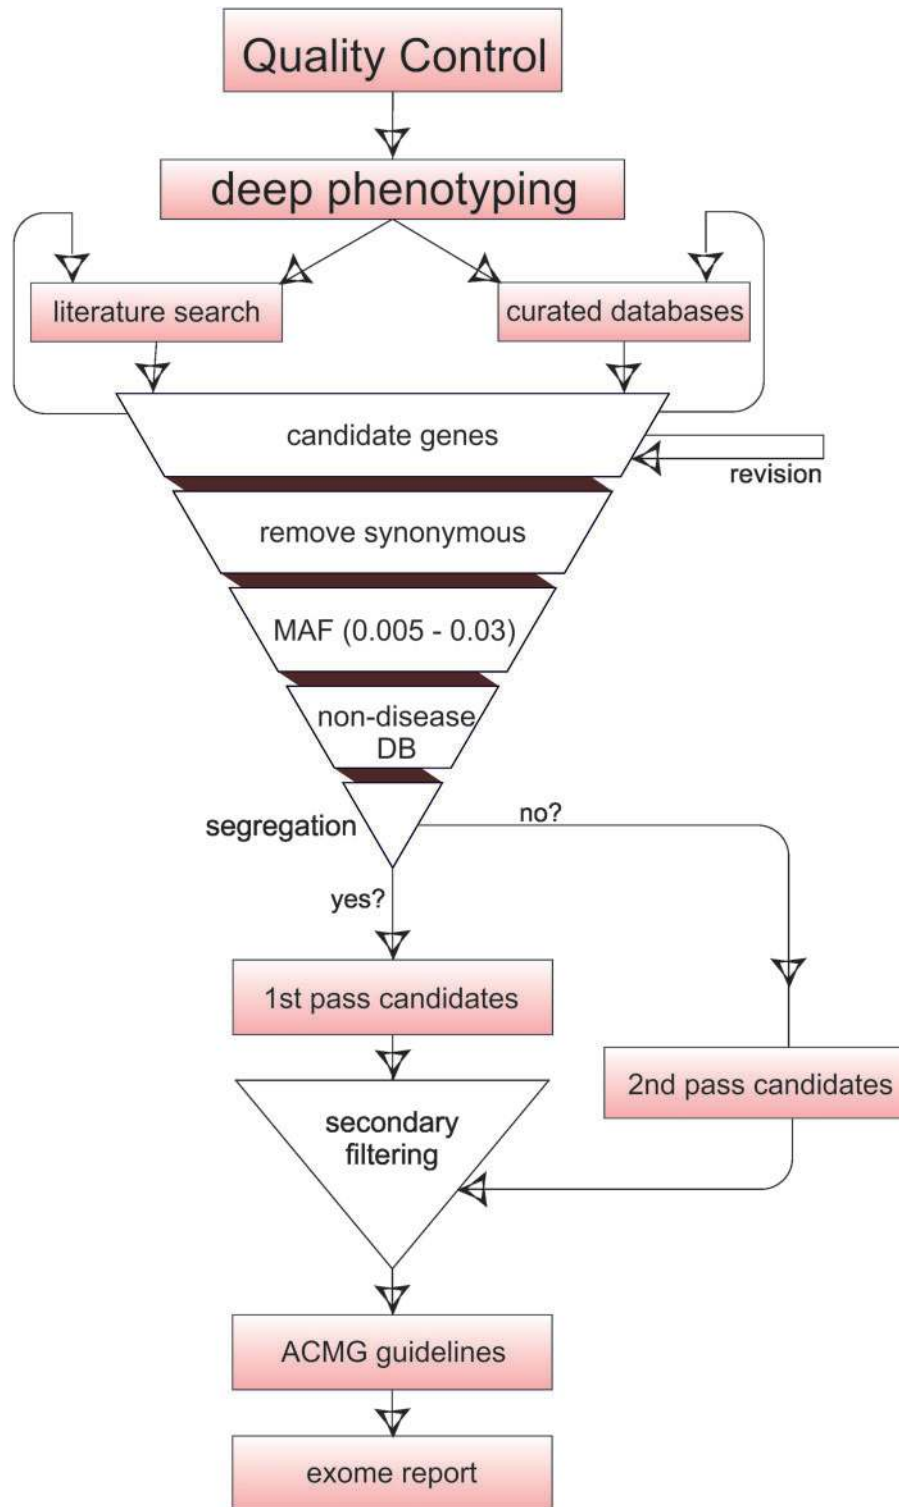 Quality Control
deep phenotyping
literature search
curated databases
candidate genes
revision
remove synonymous
MAF (0.005 - 0.03)
non-disease
DB
segregation
no?
yes?
1st pass candidates
2nd pass candidates
secondary
filtering
ACMG guidelines
exome report